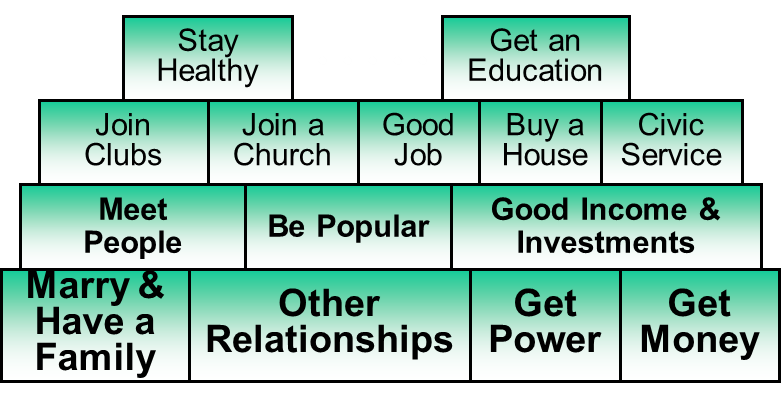 Stay
Healthy
Get an
Education
Join
Clubs
Join a
Church
Good
Job
Buy a
House
Civic
Service
Meet
People
Be Popular
Good Income &
Investments
Marry &
Have a
Family
Other
Relationships
Get
Power
Get
Money